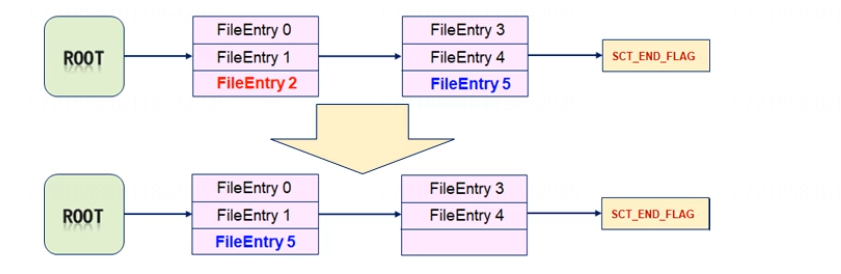 FileEntry 0
FileEntry 3
ROOT
FileEntry 1
FileEntry 4
SCT_END_FLAG
FileEntry 2
FileEntry 5
FileEntry 0
FileEntry 3
ROOT
FileEntry 1
FileEntry 4
SCT_END_FLAG
FileEntry 5